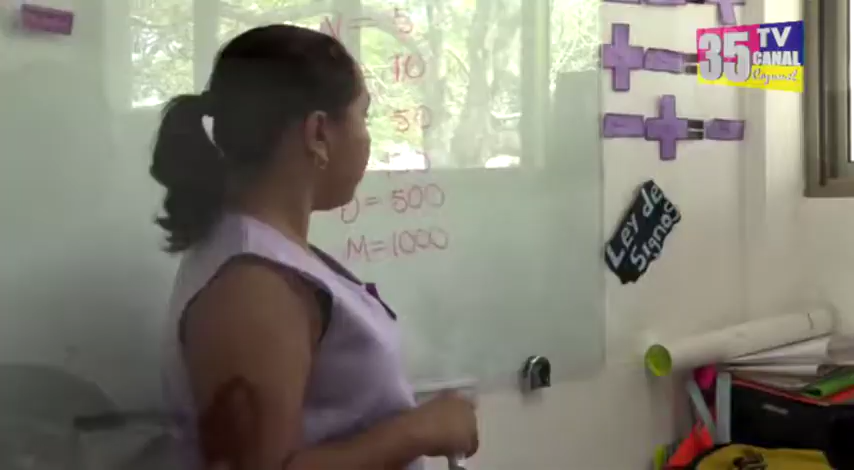 V = 5
10
50
D = 500
M = 1000
Ley de
Signos
35 TV
CANAL